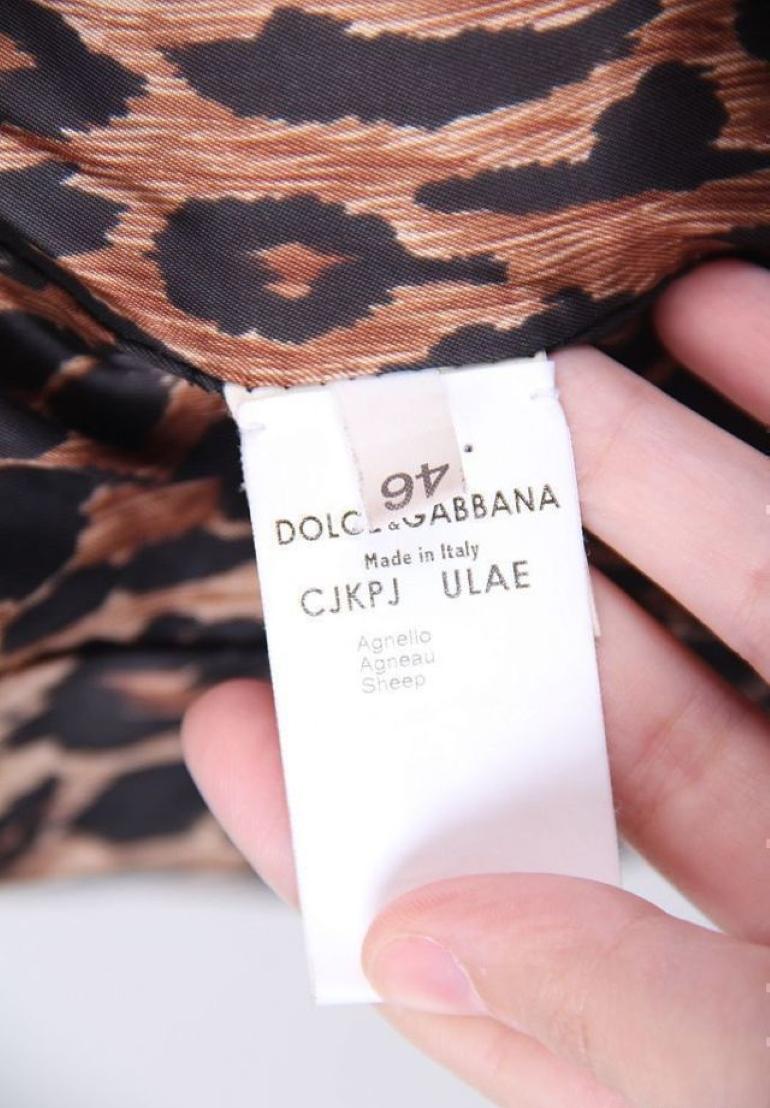 46
DOLCE&GABBANA
Made in Italy
CJKPJ ULAE
Agnello
Agneau
Sheep